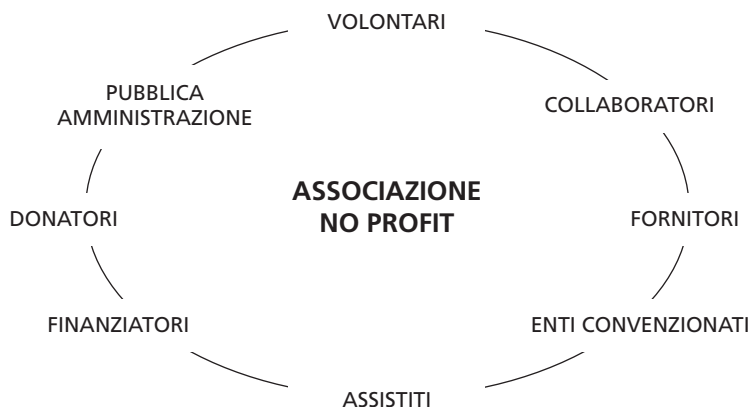 VOLONTARI
PUBBLICA
AMMINISTRAZIONE
COLLABORATORI
ASSOCIAZIONE
NO PROFIT
DONATORI
FORNITORI
FINANZIATORI
ENTI CONVENZIONATI
ASSISTITI